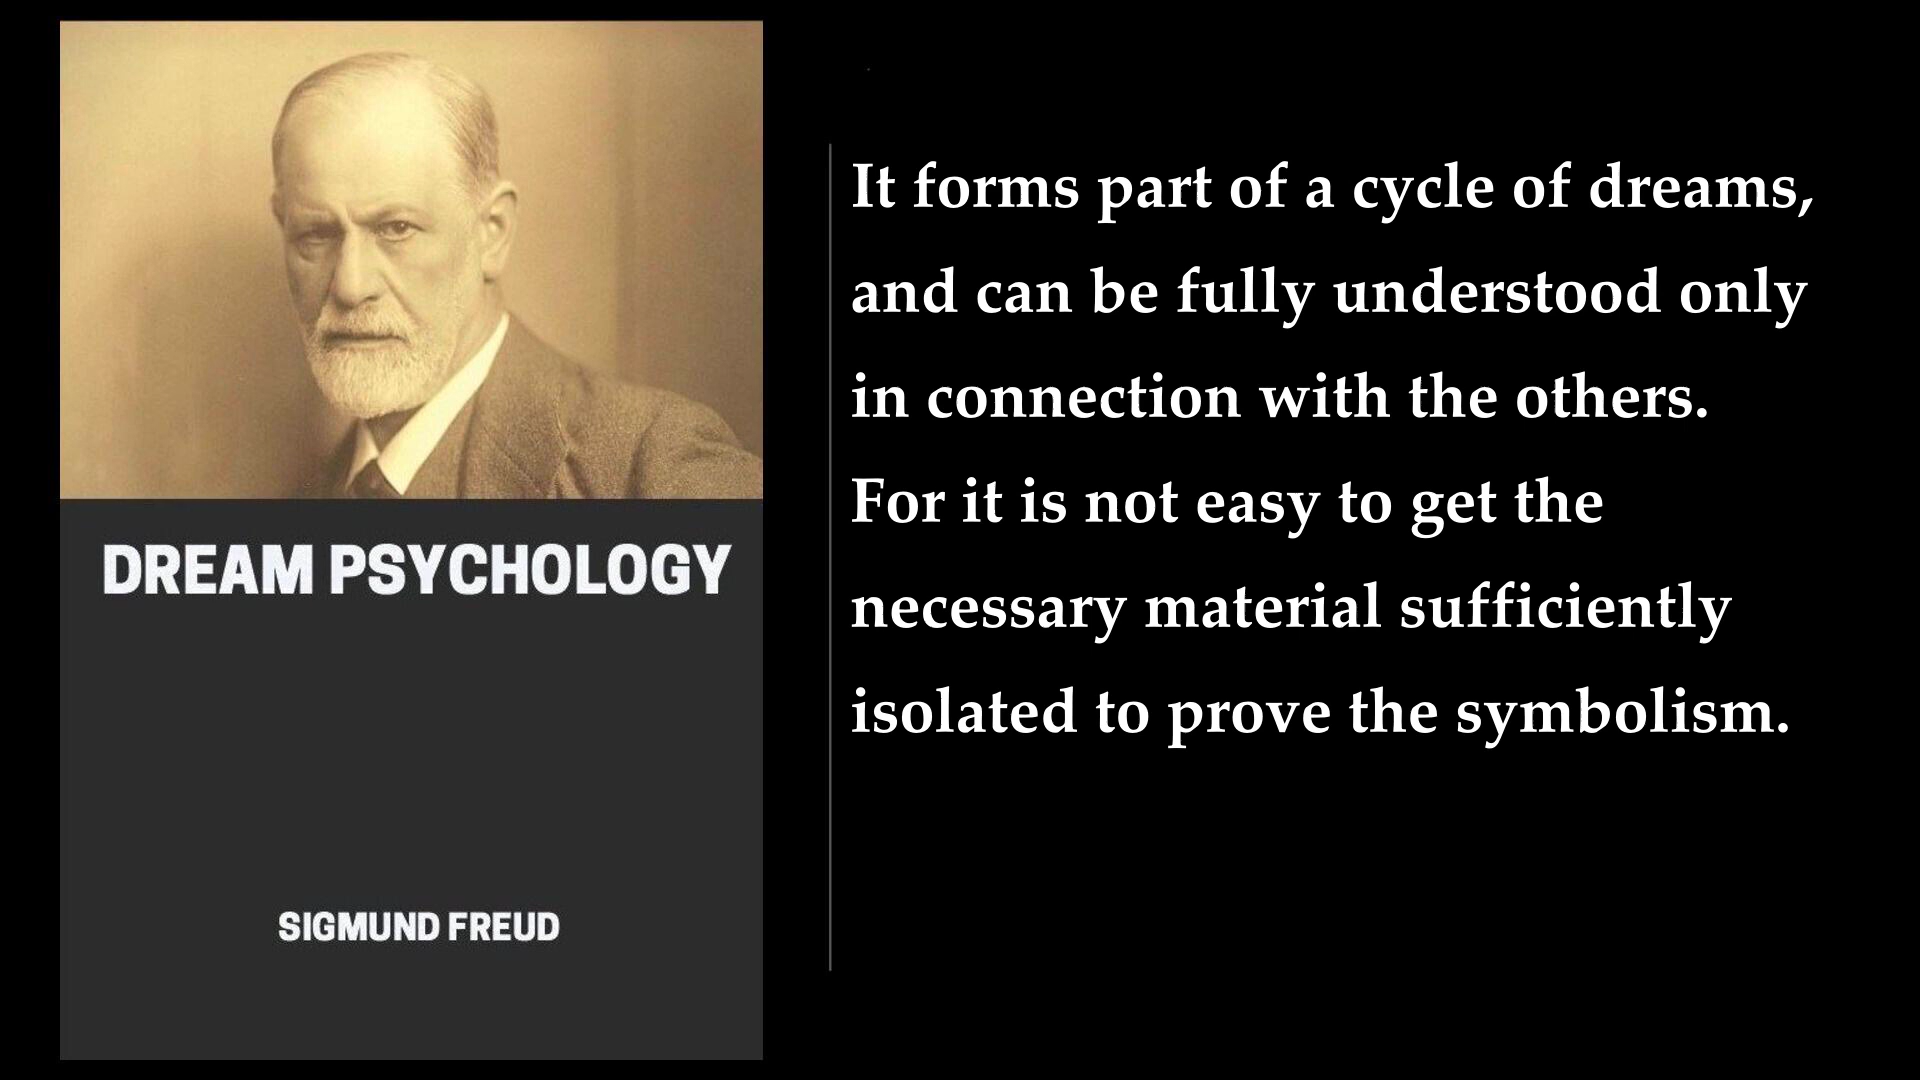 DREAM PSYCHOLOGY
SIGMUND FREUD
It forms part of a cycle of dreams,
and can be fully understood only
in connection with the others.
For it is not easy to get the
necessary material sufficiently
isolated to prove the symbolism.